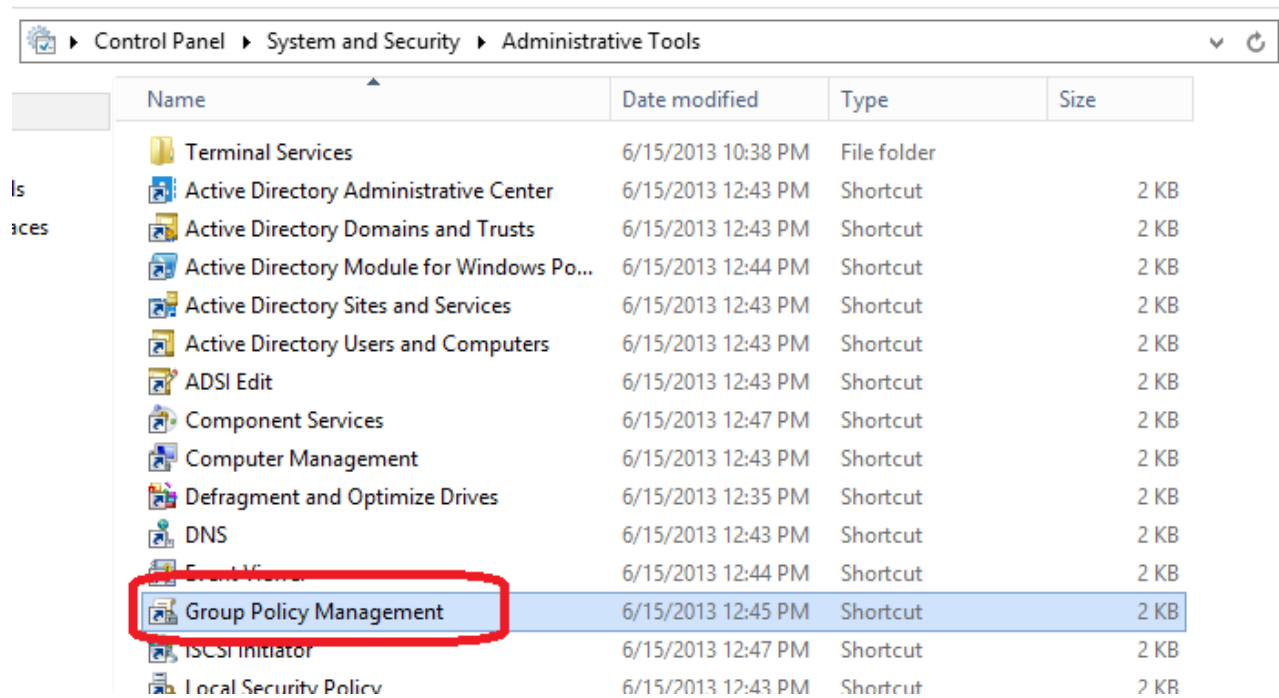 Control Panel ▸ System and Security ▸ Administrative Tools
Name Date modified Type Size
Terminal Services 6/15/2013 10:38 PM File folder
ls Active Directory Administrative Center 6/15/2013 12:43 PM Shortcut 2 KB
aces Active Directory Domains and Trusts 6/15/2013 12:43 PM Shortcut 2 KB
Active Directory Module for Windows Po... 6/15/2013 12:44 PM Shortcut 2 KB
Active Directory Sites and Services 6/15/2013 12:43 PM Shortcut 2 KB
Active Directory Users and Computers 6/15/2013 12:43 PM Shortcut 2 KB
ADSI Edit 6/15/2013 12:43 PM Shortcut 2 KB
Component Services 6/15/2013 12:47 PM Shortcut 2 KB
Computer Management 6/15/2013 12:43 PM Shortcut 2 KB
Defragment and Optimize Drives 6/15/2013 12:35 PM Shortcut 2 KB
DNS 6/15/2013 12:43 PM Shortcut 2 KB
Event Viewer 6/15/2013 12:44 PM Shortcut 2 KB
Group Policy Management 6/15/2013 12:45 PM Shortcut 2 KB
iSCSI Initiator 6/15/2013 12:47 PM Shortcut 2 KB
Local Security Policy 6/15/2013 12:43 PM Shortcut 2 KB